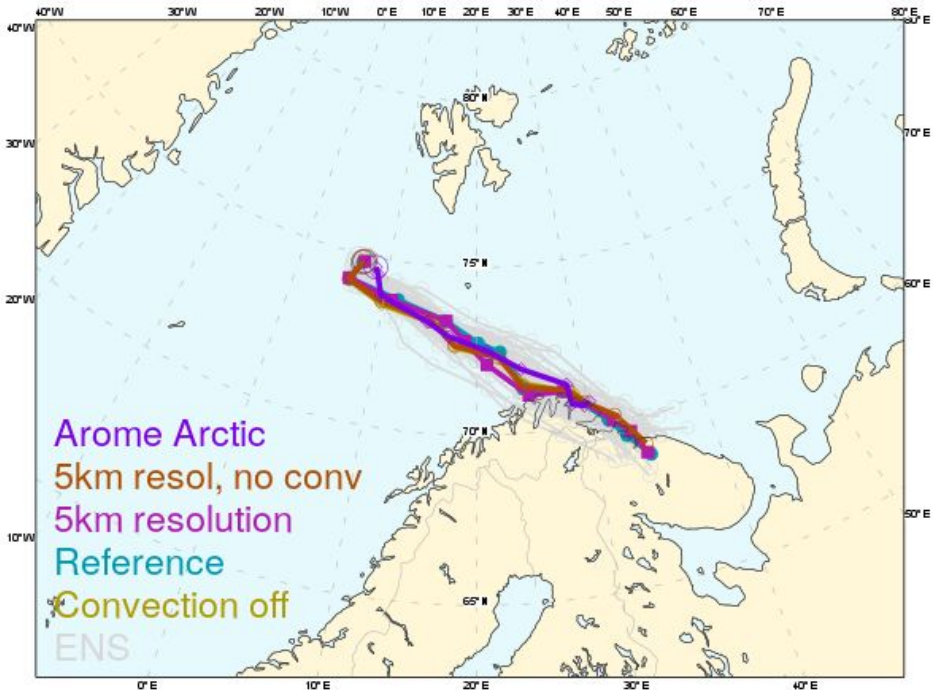 40°W 30°W 20°W 10°W 0°E 10°E 20°E 30°E 40°E 50°E 60°E 70°E 80°E
40°W 80°E
80°N
30°W 70°E
75°N
20°W 60°E
70°N
Arome Arctic
5km resol, no conv
5km resolution
50°E
10°W
Reference
Convection off
65°N
ENS
0°E 10°E 20°E 30°E 40°E